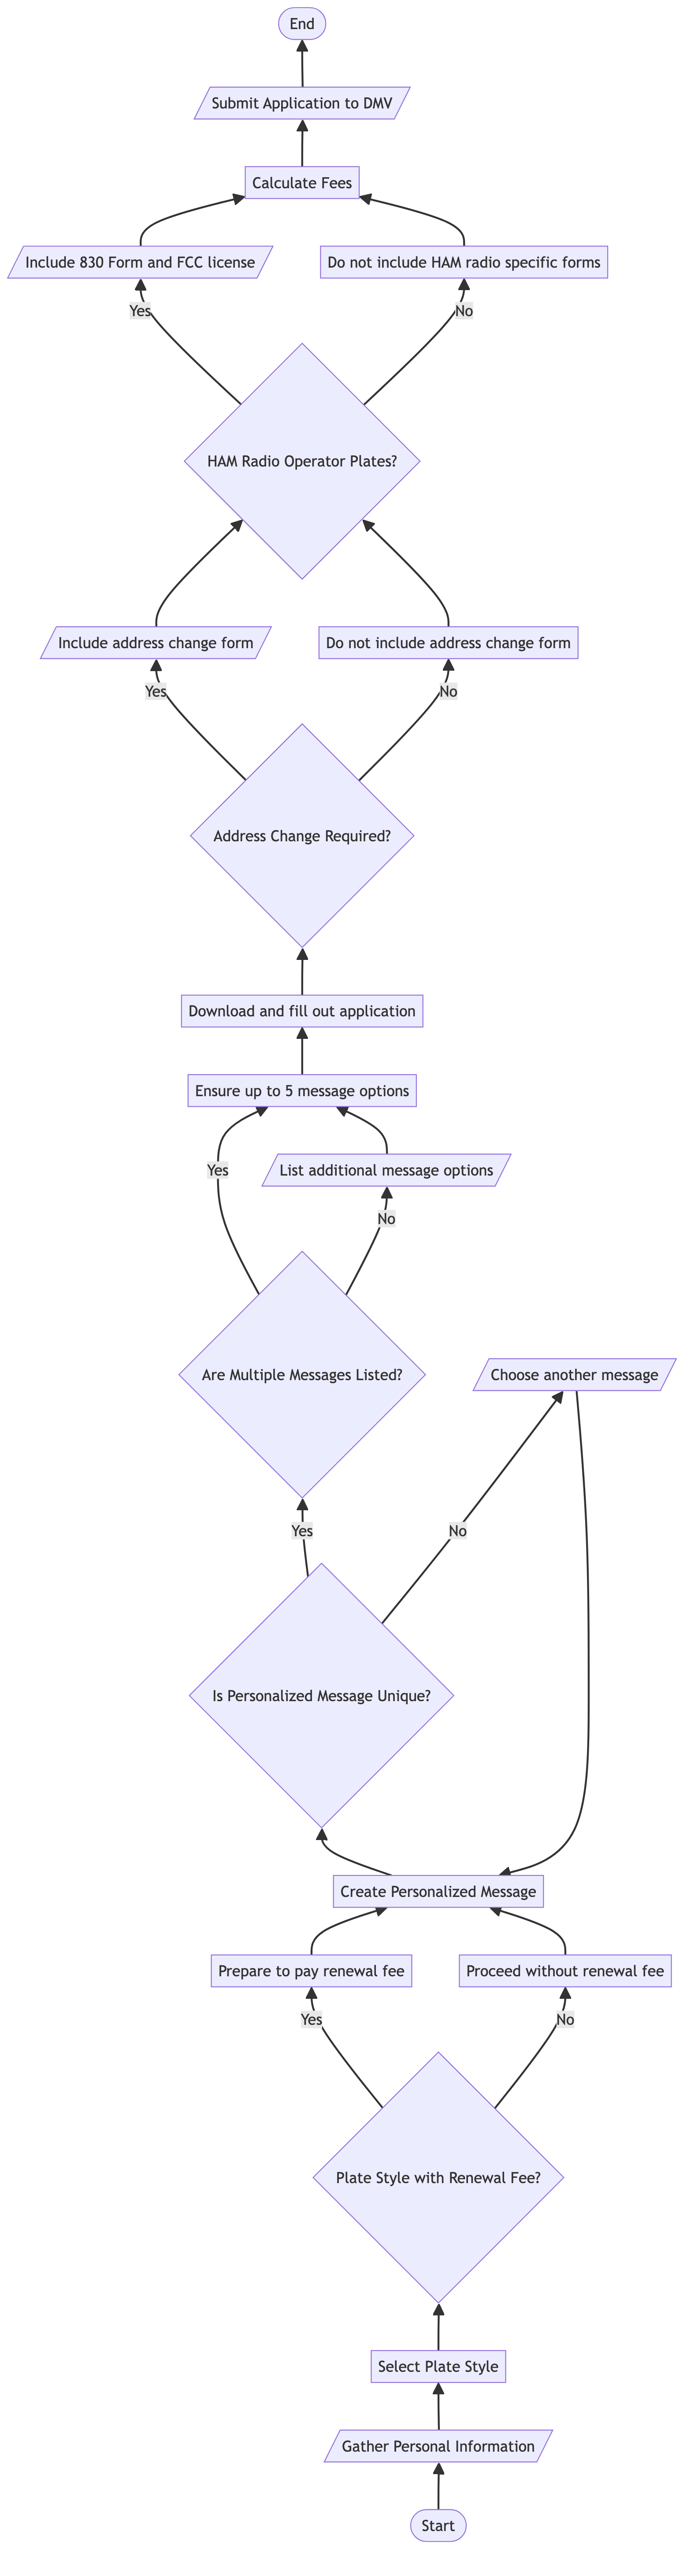 End
Submit Application to DMV
Calculate Fees
Include 830 Form and FCC license
Do not include HAM radio specific forms
Yes
No
HAM Radio Operator Plates?
Include address change form
Do not include address change form
Yes
No
Address Change Required?
Download and fill out application
Ensure up to 5 message options
Yes
List additional message options
No
Are Multiple Messages Listed?
Choose another message
Yes
No
Is Personalized Message Unique?
Create Personalized Message
Prepare to pay renewal fee
Proceed without renewal fee
Yes
No
Plate Style with Renewal Fee?
Select Plate Style
Gather Personal Information
Start